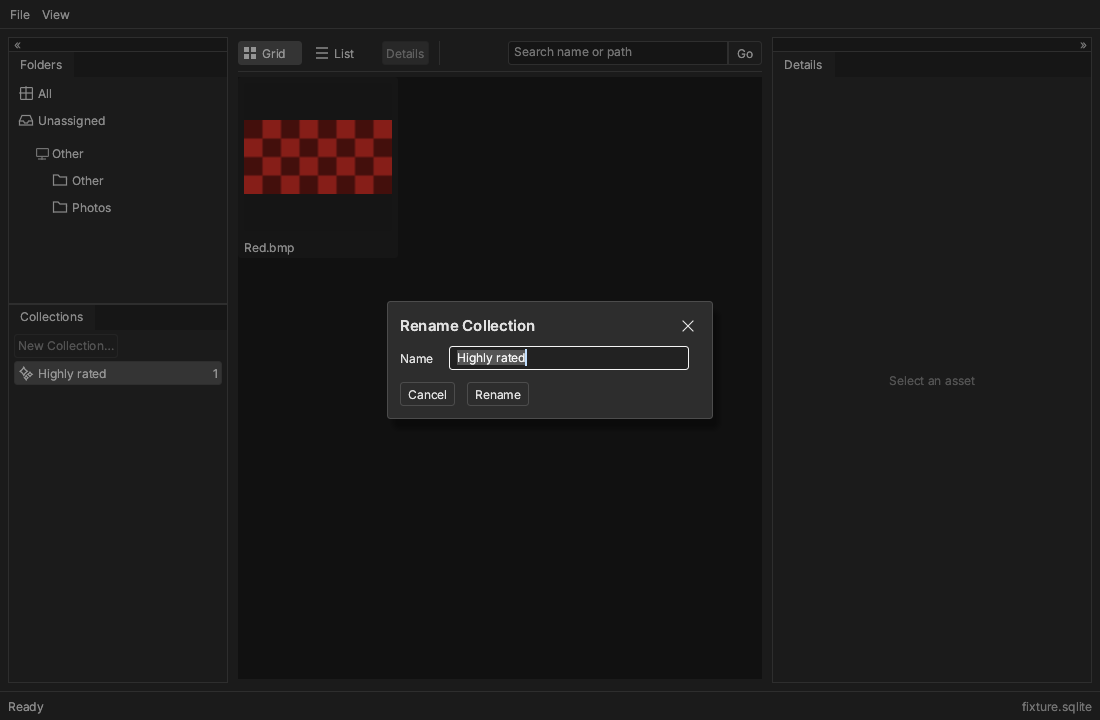 File View
«
Folders
All
Unassigned
Other
Other
Photos
Collections
New Collection...
Highly rated 1
Grid List Details Search name or path Go
Red.bmp
Rename Collection
Name Highly rated
Cancel Rename
»
Details
Select an asset
Ready fixture.sqlite